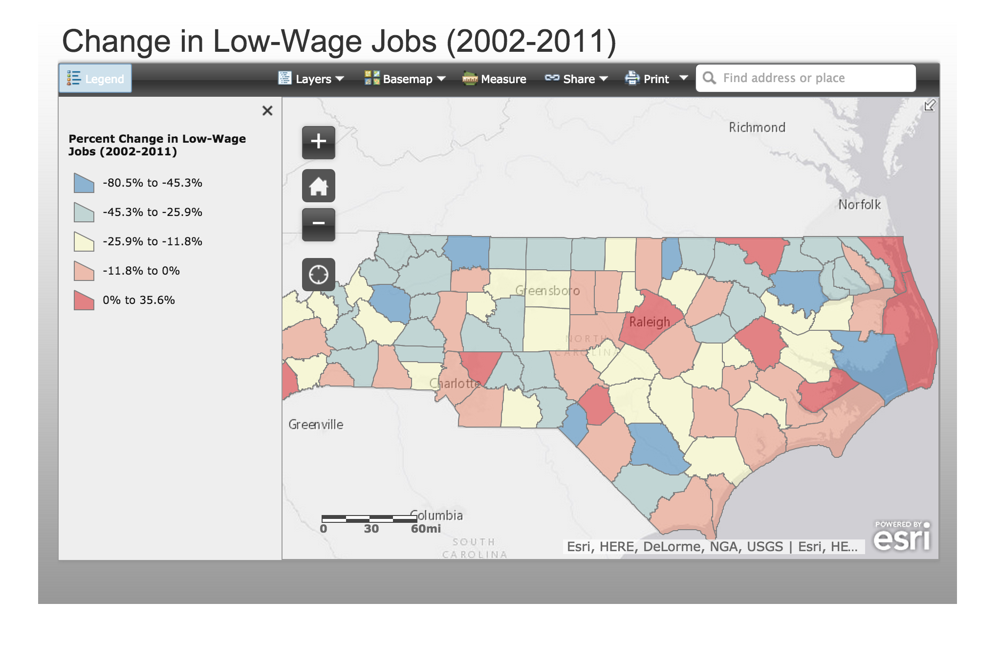 Change in Low-Wage Jobs (2002-2011)
Legend
Layers
Basemap
Measure
Share
Print
Find address or place
Percent Change in Low-Wage
Jobs (2002-2011)
-80.5% to -45.3%
-45.3% to -25.9%
-25.9% to -11.8%
-11.8% to 0%
0% to 35.6%
Richmond
Norfolk
Greensboro
Raleigh
NORTH
CAROLINA
Charlotte
Greenville
Columbia
0 30 60mi
SOUTH
CAROLINA
POWERED BY
esri
Esri, HERE, DeLorme, NGA, USGS | Esri, HE...